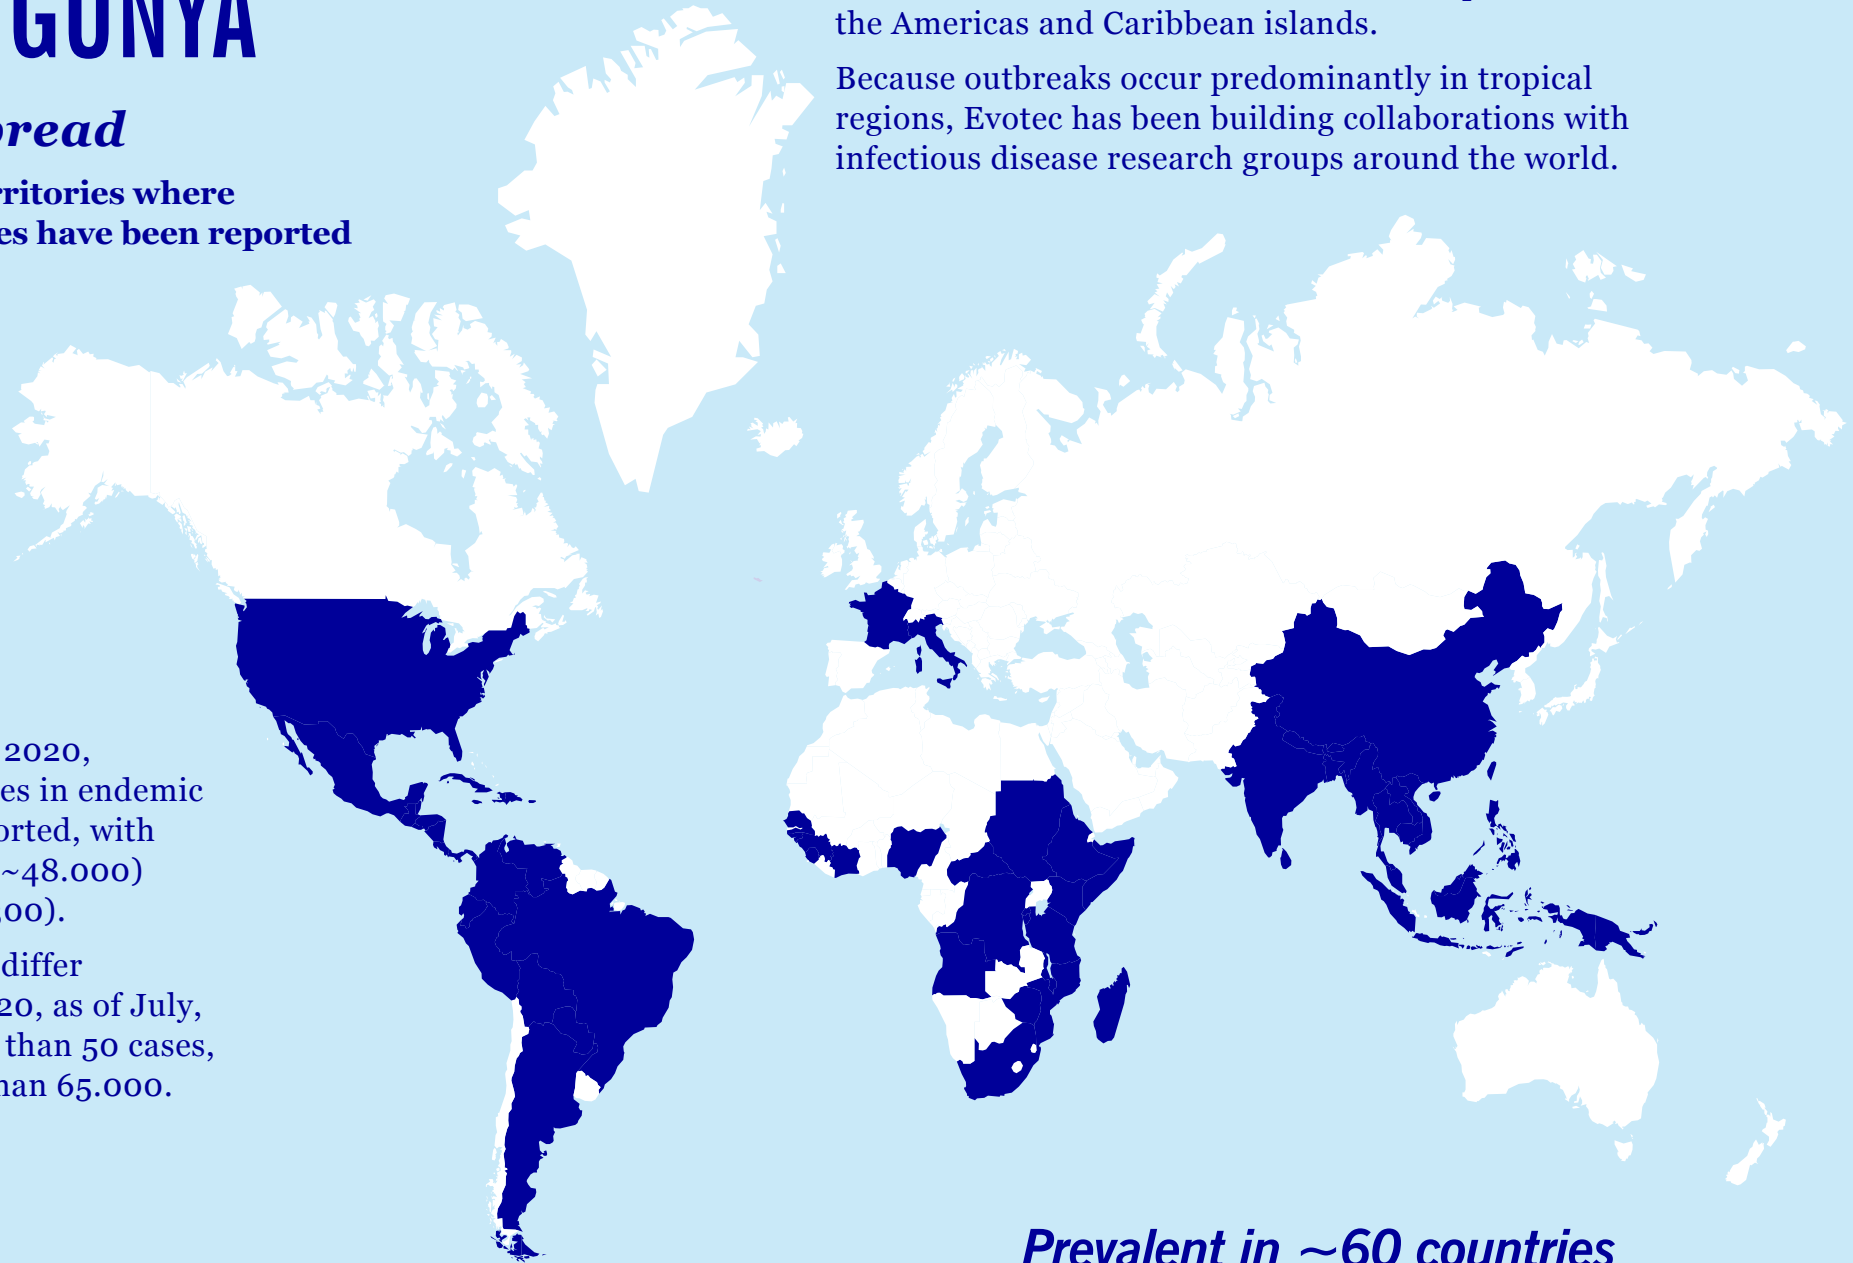 GUNYA
read
rritories where
es have been reported
the Americas and Caribbean islands.
Because outbreaks occur predominantly in tropical
regions, Evotec has been building collaborations with
infectious disease research groups around the world.
2020,
es in endemic
orted, with
~48.000)
,00).
differ
20, as of July,
than 50 cases,
han 65.000.
Prevalent in ~60 countries